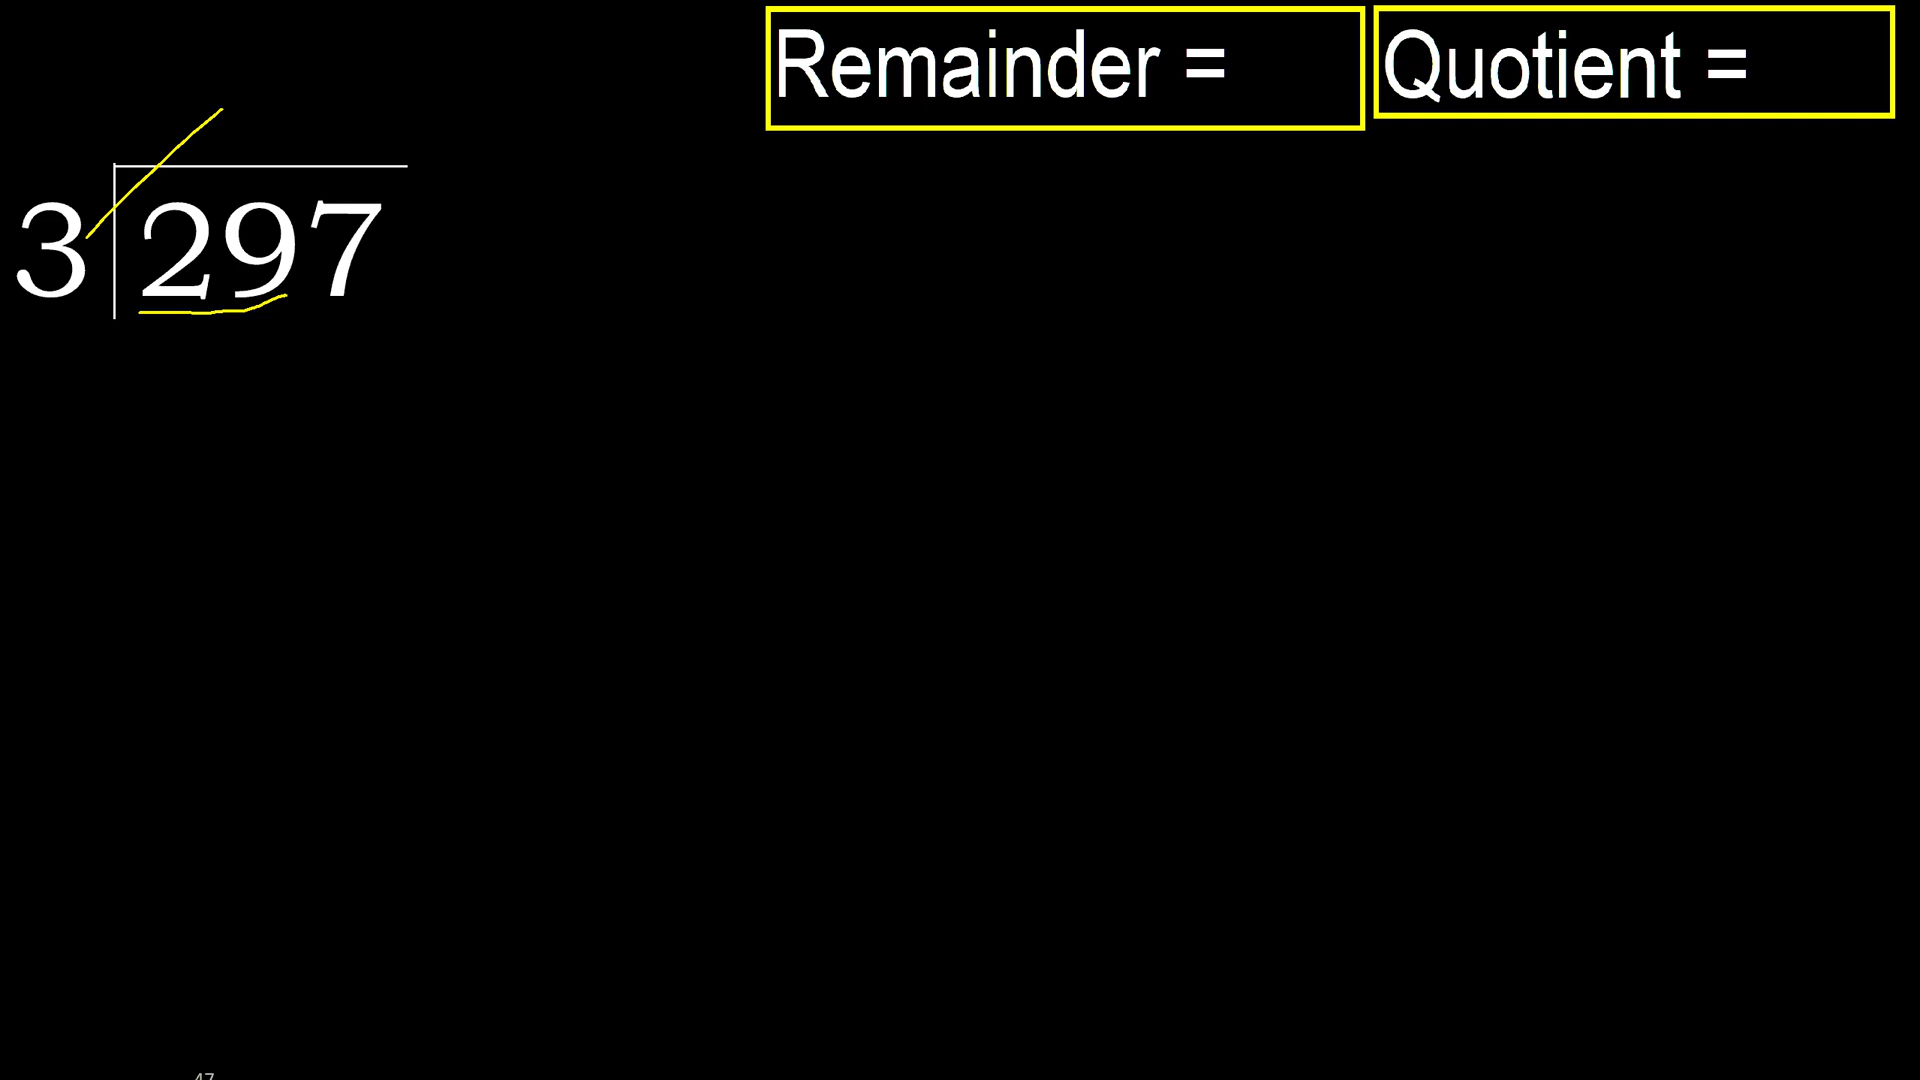 Remainder = Quotient =
3 297